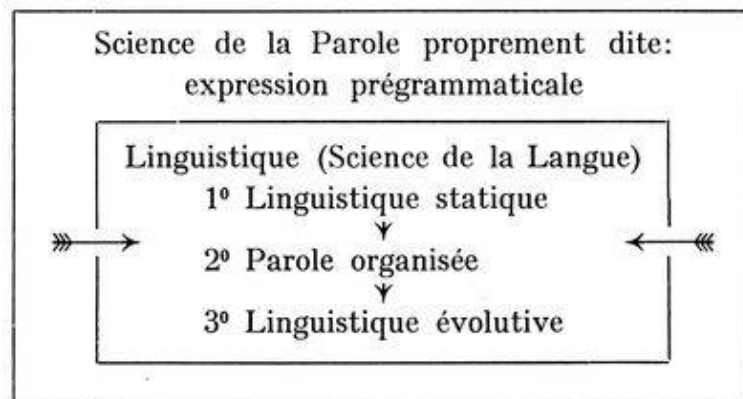 Science de la Parole proprement dite:
expression prégrammaticale
Linguistique (Science de la Langue)
1º Linguistique statique
2º Parole organisée
3º Linguistique évolutive